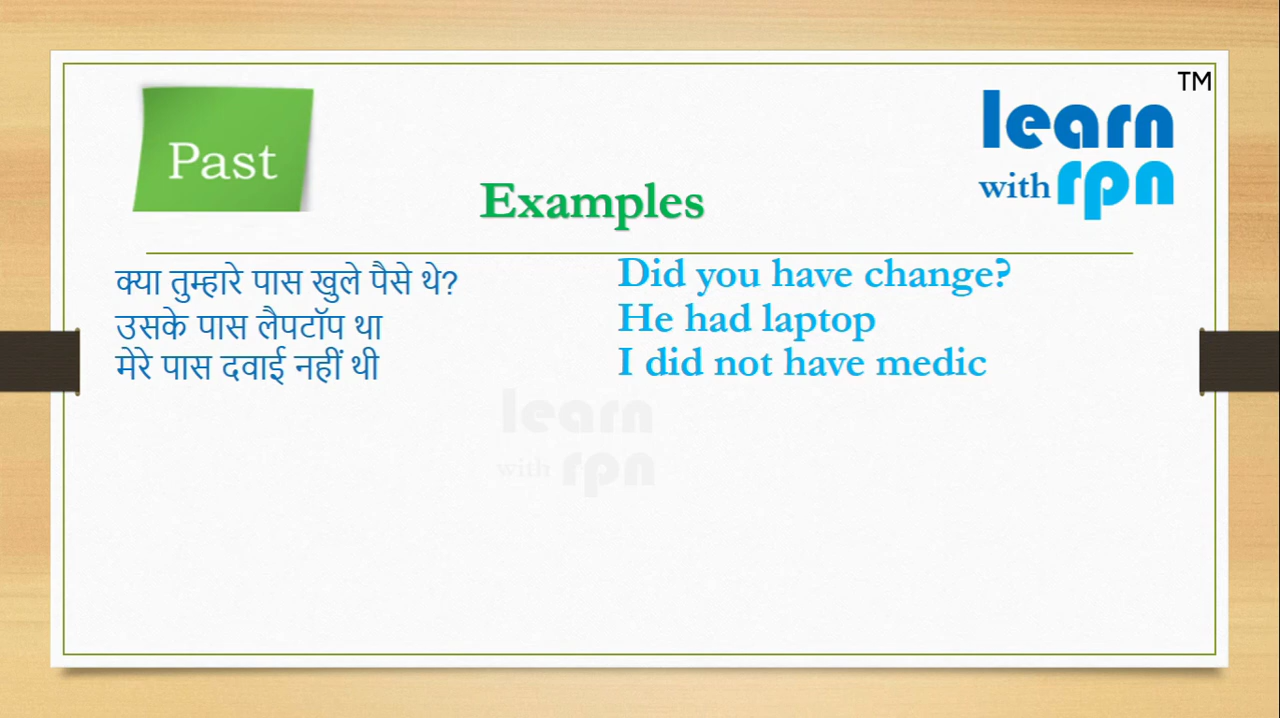 Past
TM
learn
with rpn
Examples
क्या तुम्हारे पास खुले पैसे थे?
Did you have change?
उसके पास लैपटॉप था
He had laptop
मेरे पास दवाई नहीं थी
I did not have medic
learn
with rpn